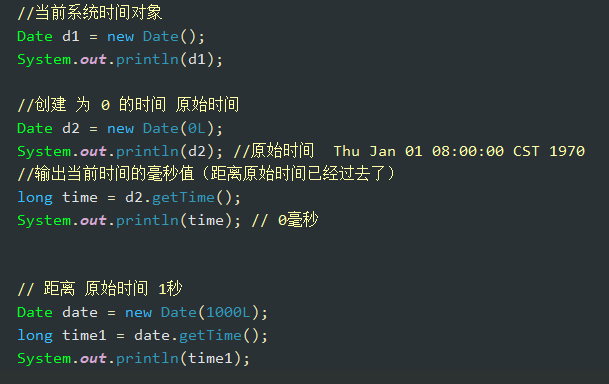 //当前系统时间对象
Date d1 = new Date();
System.out.println(d1);
//创建 为 0 的时间 原始时间
Date d2 = new Date(0L);
System.out.println(d2); //原始时间  Thu Jan 01 08:00:00 CST 1970
//输出当前时间的毫秒值（距离原始时间已经过去了）
long time = d2.getTime();
System.out.println(time); // 0毫秒
// 距离 原始时间 1秒
Date date = new Date(1000L);
long time1 = date.getTime();
System.out.println(time1);